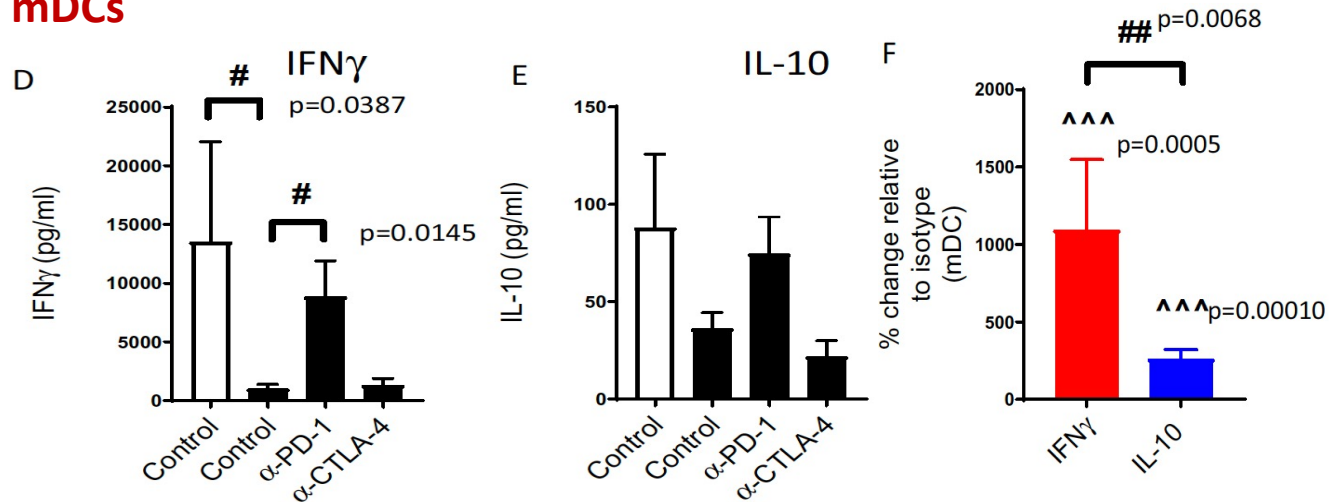 mDCs
D
IFNγ
#
p=0.0387
#
p=0.0145
IFNγ (pg/ml)
25000
20000
15000
10000
5000
0
Control
Control
α-PD-1
α-CTLA-4
E
IL-10
IL-10 (pg/ml)
150
100
50
0
Control
Control
α-PD-1
α-CTLA-4
F
## p=0.0068
^^^ p=0.0005
^^^p=0.00010
% change relative
to isotype
(mDC)
2000
1500
1000
500
0
IFNγ
IL-10